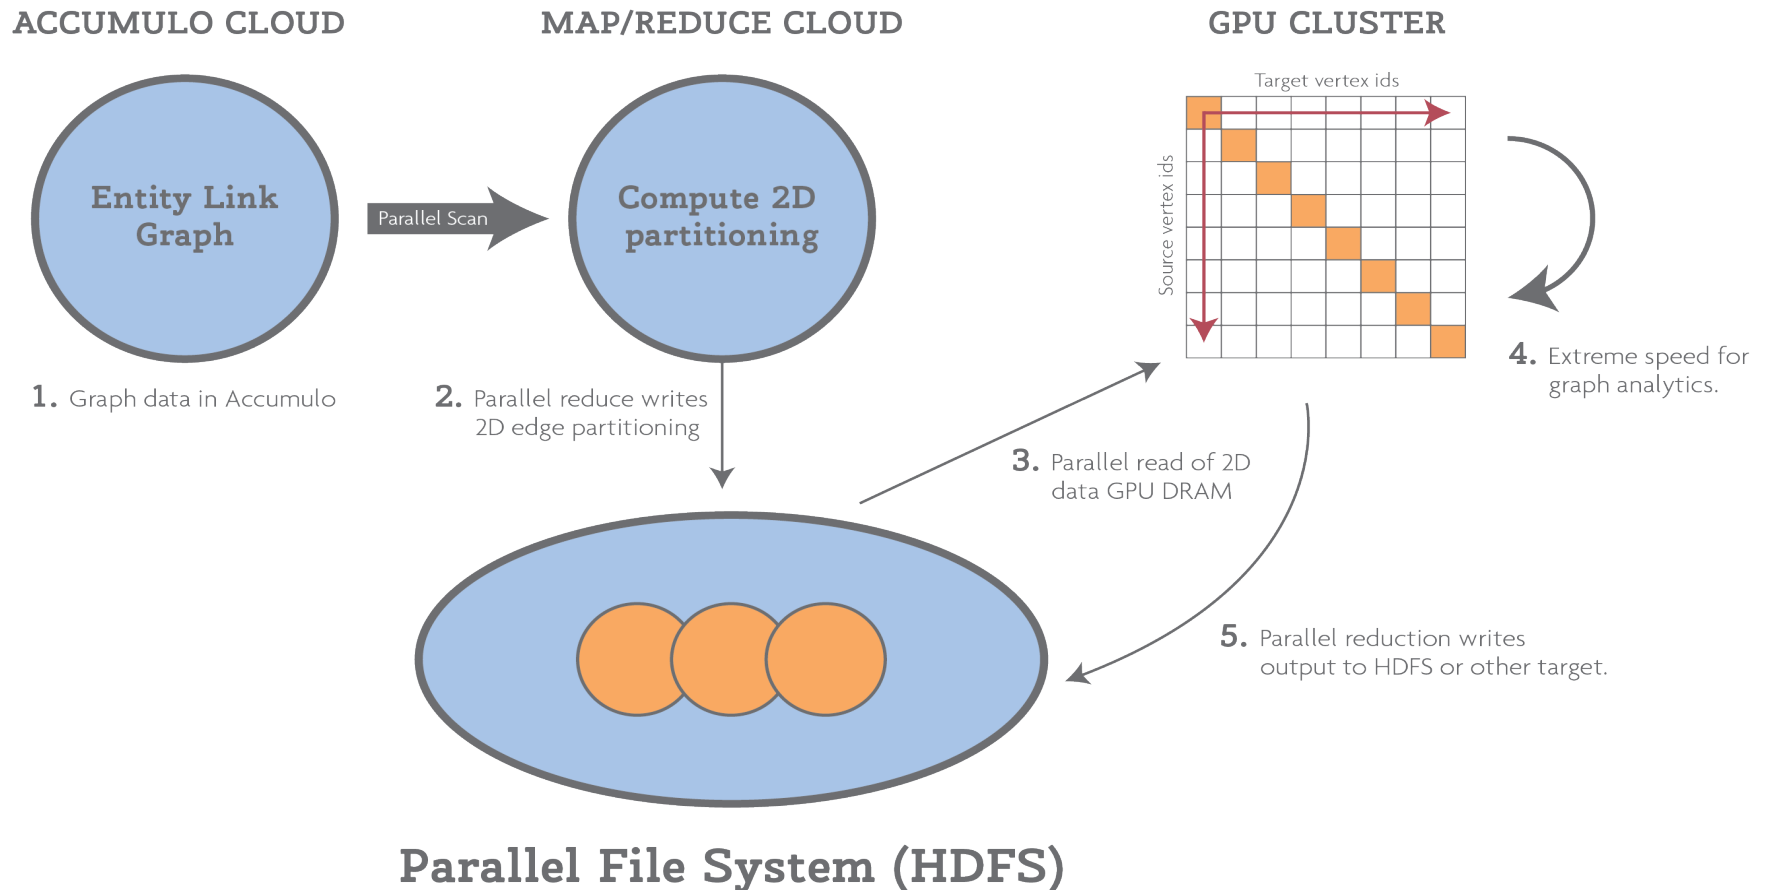 ACCUMULO CLOUD
MAP/REDUCE CLOUD
GPU CLUSTER
Entity Link
Graph
Parallel Scan
Compute 2D
partitioning
Target vertex ids
Source vertex ids
1. Graph data in Accumulo
2. Parallel reduce writes
2D edge partitioning
3. Parallel read of 2D
data GPU DRAM
4. Extreme speed for
graph analytics.
5. Parallel reduction writes
output to HDFS or other target.
Parallel File System (HDFS)